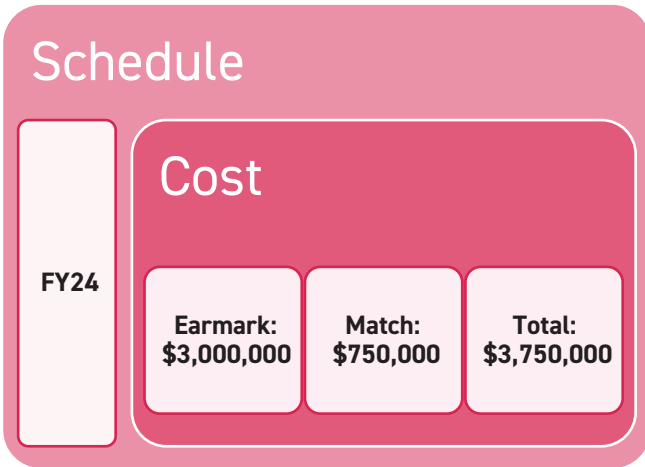 Schedule
FY24
Cost
Earmark:
$3,000,000
Match:
$750,000
Total:
$3,750,000